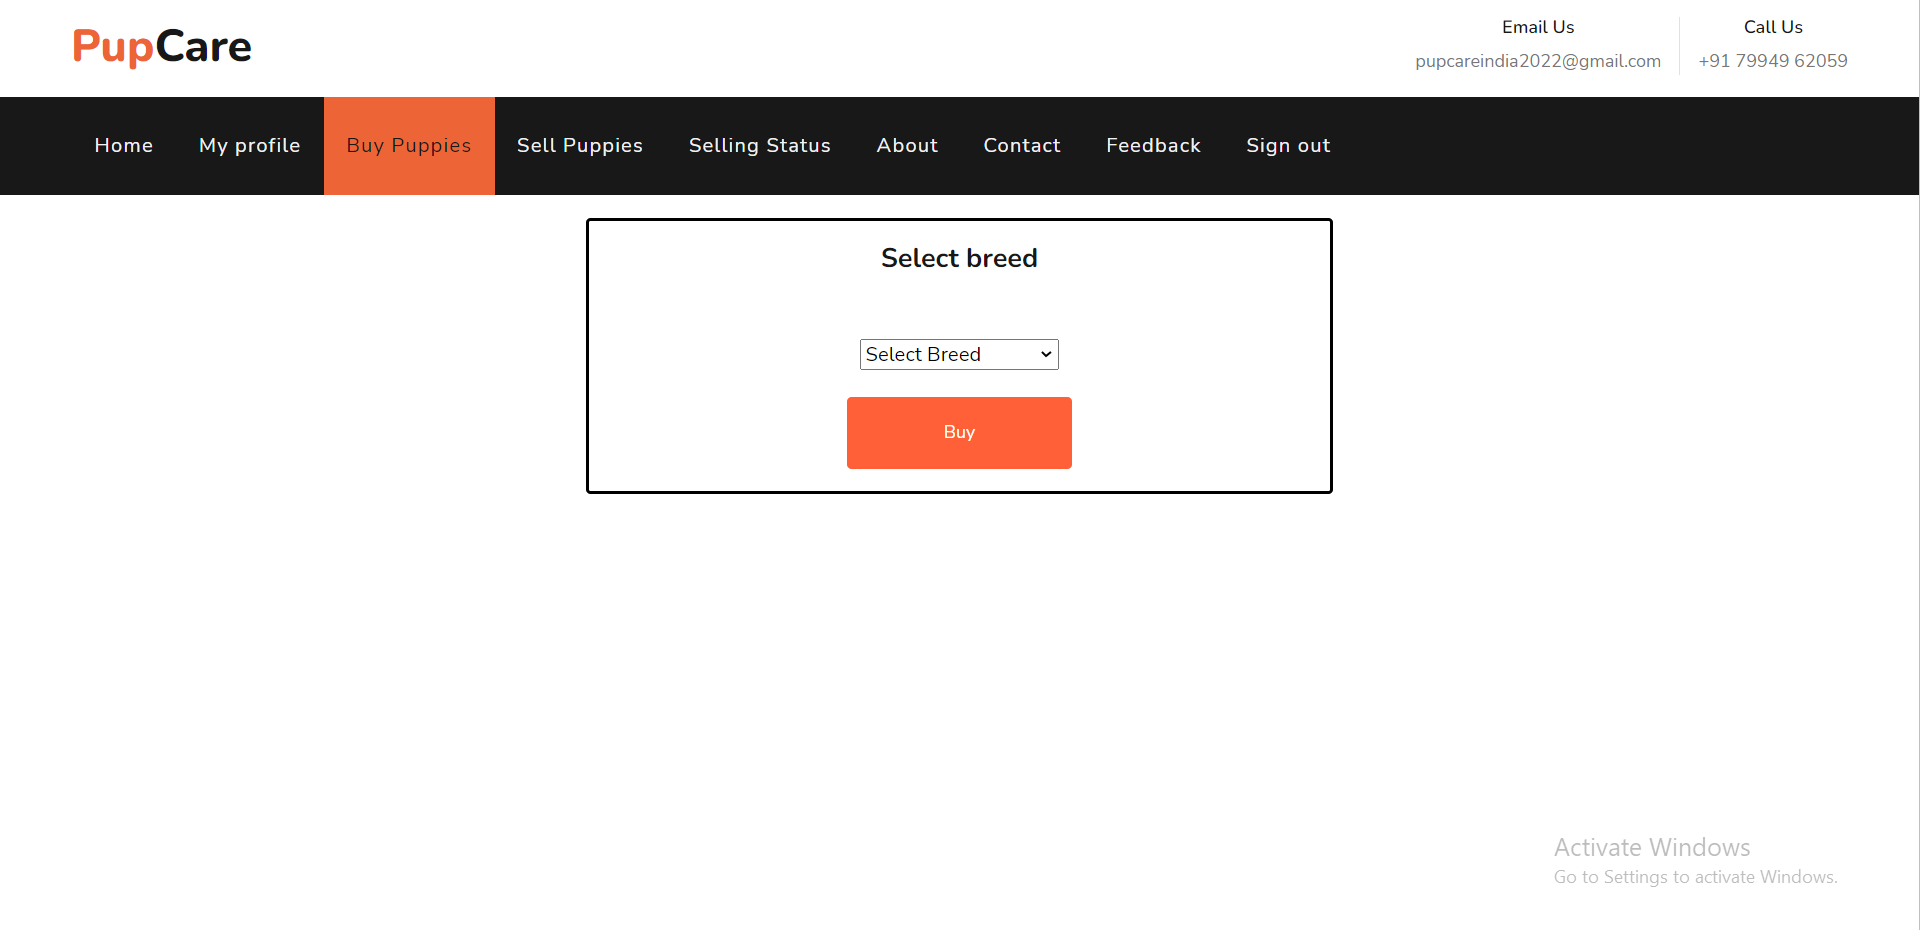 PupCare
Email Us
pupcareindia2022@gmail.com
Call Us
+91 79949 62059
Home My profile Buy Puppies Sell Puppies Selling Status About Contact Feedback Sign out
Select breed
Select Breed
Buy
Activate Windows
Go to Settings to activate Windows.